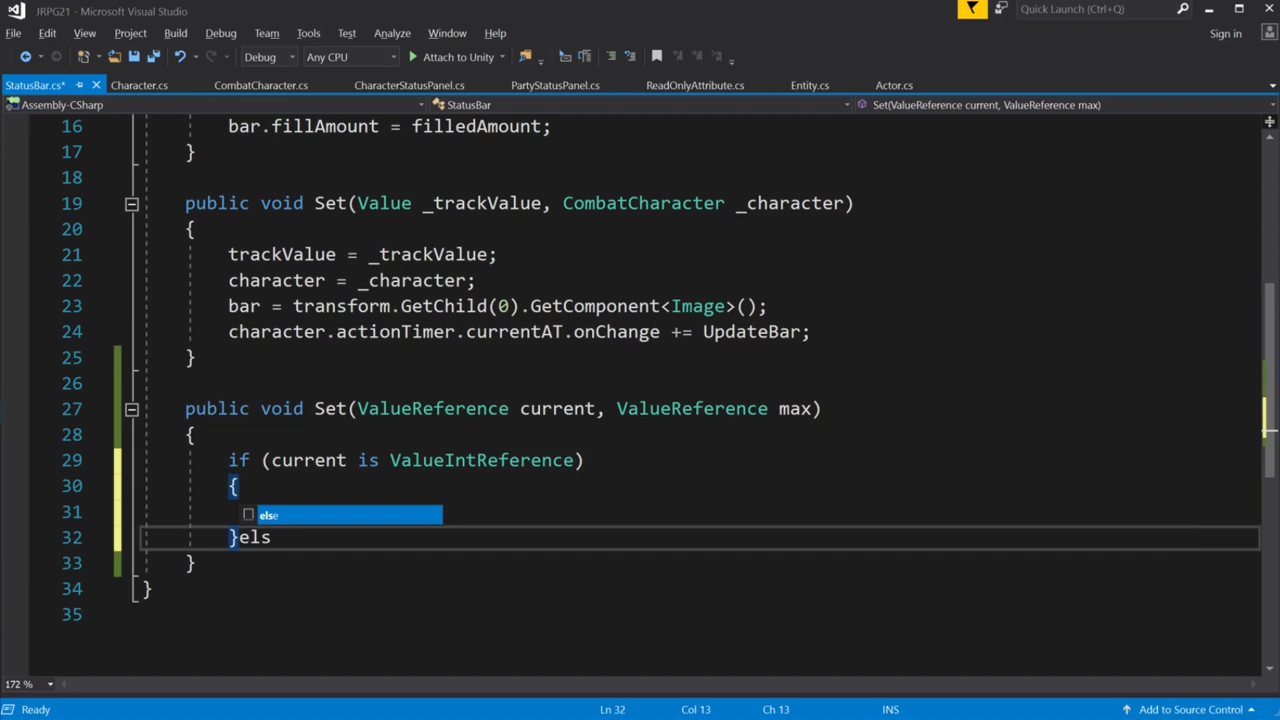 JRPG21 - Microsoft Visual Studio
Quick Launch (Ctrl+Q)
File Edit View Project Build Debug Team Tools Test Analyze Window Help
Sign in
Debug Any CPU Attach to Unity
StatusBar.cs* Character.cs CombatCharacter.cs CharacterStatusPanel.cs PartyStatusPanel.cs ReadOnlyAttribute.cs Entity.cs Actor.cs
Assembly-CSharp StatusBar Set(ValueReference current, ValueReference max)
16 bar.fillAmount = filledAmount;
17 }
18
19 public void Set(Value _trackValue, CombatCharacter _character)
20 {
21 trackValue = _trackValue;
22 character = _character;
23 bar = transform.GetChild(0).GetComponent<Image>();
24 character.actionTimer.currentAT.onChange += UpdateBar;
25 }
26
27 public void Set(ValueReference current, ValueReference max)
28 {
29 if (current is ValueIntReference)
30 {
31 else
32 }els
33 }
34 }
35
172 %
Ready Ln 32 Col 13 Ch 13 INS Add to Source Control